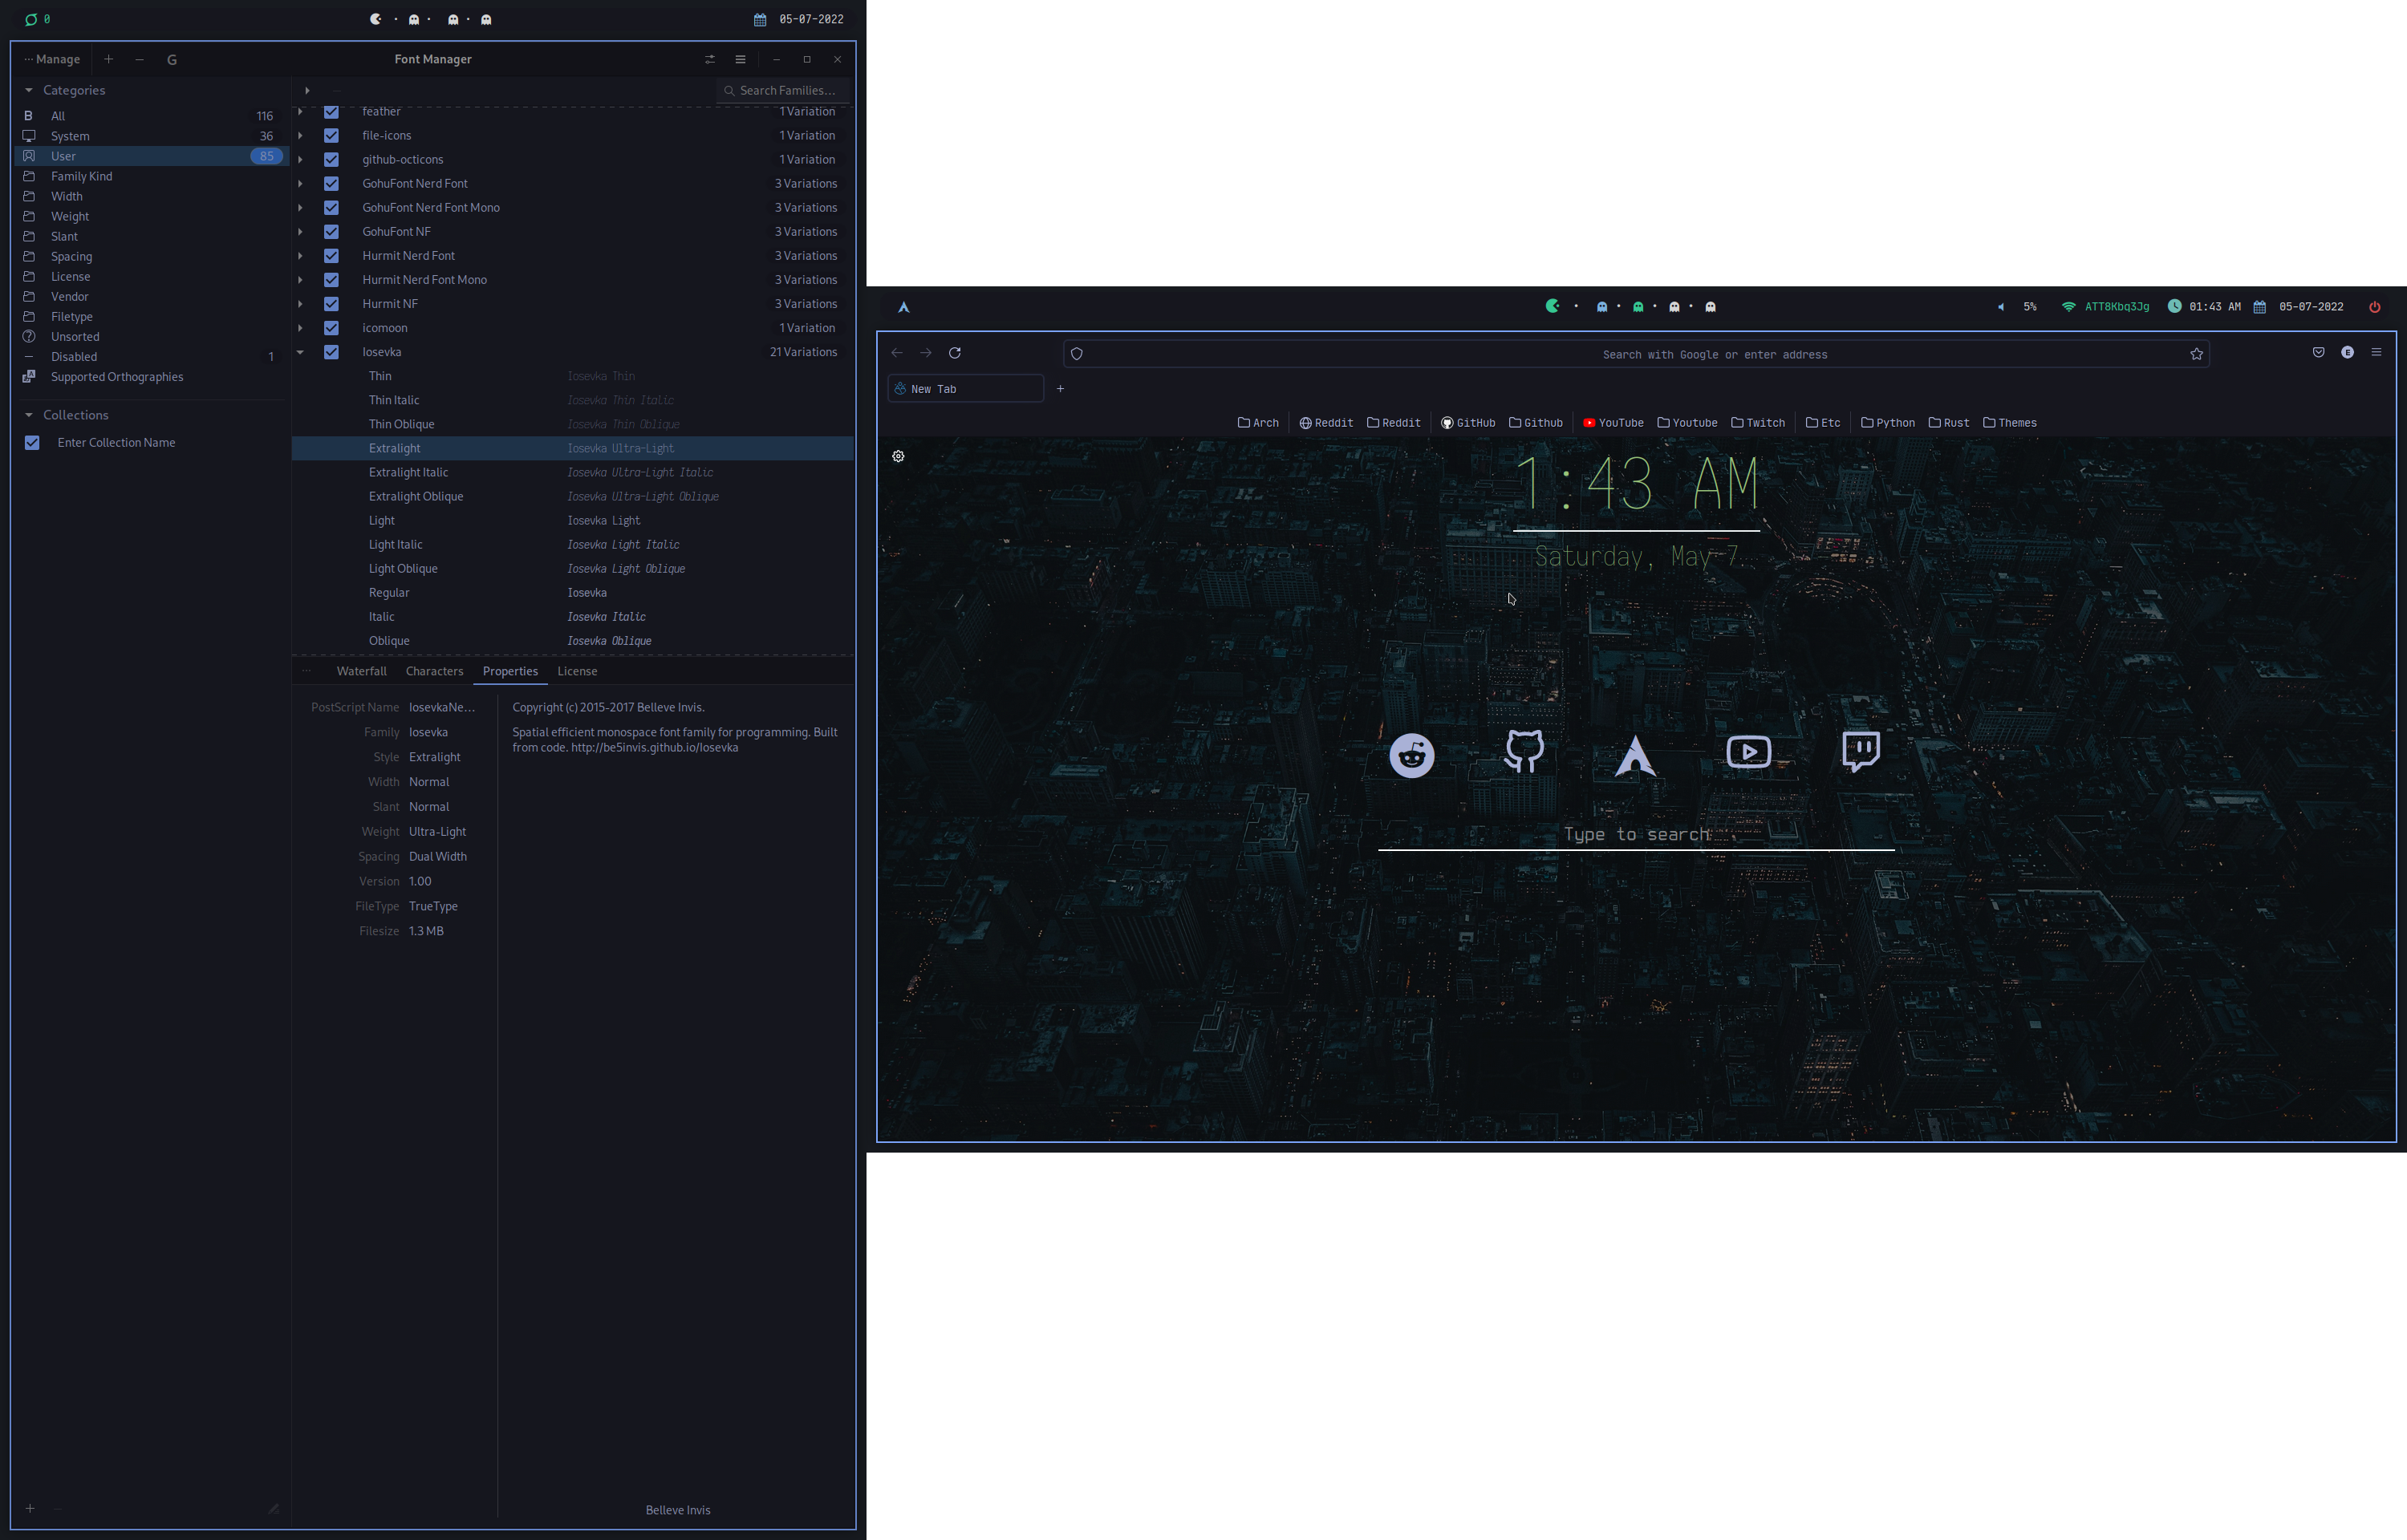 0
05-07-2022
··· Manage
G
Font Manager
Categories
Search Families...
B All 116
System 36
User 85
Family Kind
Width
Weight
Slant
Spacing
License
Vendor
Filetype
Unsorted
Disabled 1
Supported Orthographies
Collections
Enter Collection Name
feather 1 Variation
file-icons 1 Variation
github-octicons 1 Variation
GohuFont Nerd Font 3 Variations
GohuFont Nerd Font Mono 3 Variations
GohuFont NF 3 Variations
Hurmit Nerd Font 3 Variations
Hurmit Nerd Font Mono 3 Variations
Hurmit NF 3 Variations
icomoon 1 Variation
Iosevka 21 Variations
Thin Iosevka Thin
Thin Italic Iosevka Thin Italic
Thin Oblique Iosevka Thin Oblique
Extralight Iosevka Ultra-Light
Extralight Italic Iosevka Ultra-Light Italic
Extralight Oblique Iosevka Ultra-Light Oblique
Light Iosevka Light
Light Italic Iosevka Light Italic
Light Oblique Iosevka Light Oblique
Regular Iosevka
Italic Iosevka Italic
Oblique Iosevka Oblique
Waterfall Characters Properties License
PostScript Name IosevkaNe...
Family Iosevka
Style Extralight
Width Normal
Slant Normal
Weight Ultra-Light
Spacing Dual Width
Version 1.00
FileType TrueType
Filesize 1.3 MB
Copyright (c) 2015-2017 Belleve Invis.
Spatial efficient monospace font family for programming. Built
from code. http://be5invis.github.io/Iosevka
Belleve Invis
5% ATT8Kbq3Jg 01:43 AM 05-07-2022
Search with Google or enter address
E
New Tab
Arch Reddit Reddit GitHub Github YouTube Youtube Twitch Etc Python Rust Themes
1:43 AM
Saturday, May 7
Type to search